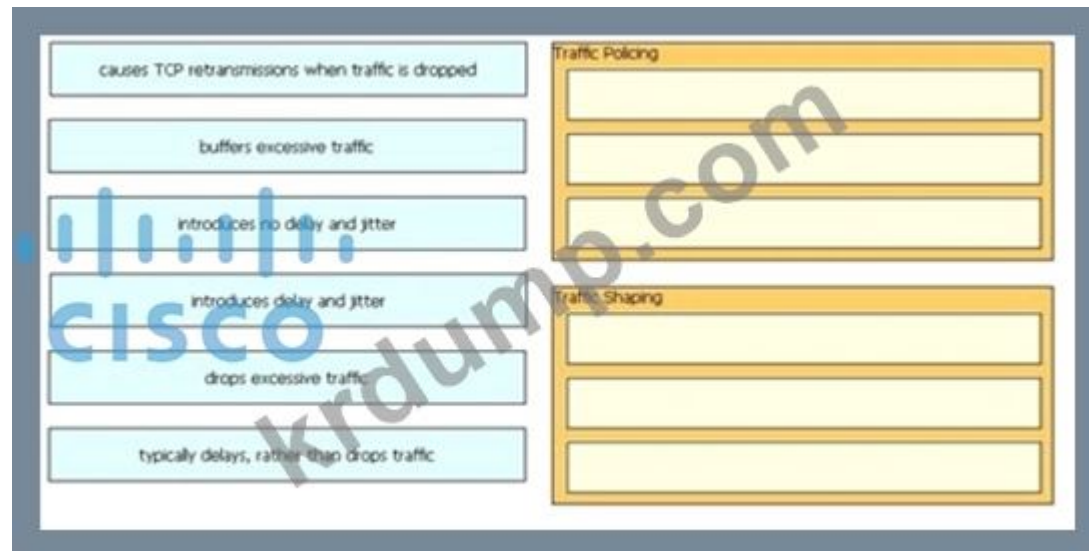 causes TCP retransmissions when traffic is dropped
buffers excessive traffic
introduces no delay and jitter
introduces delay and jitter
drops excessive traffic
typically delays, rather than drops traffic
Traffic Policing
Traffic Shaping
CISCO
krdump.com